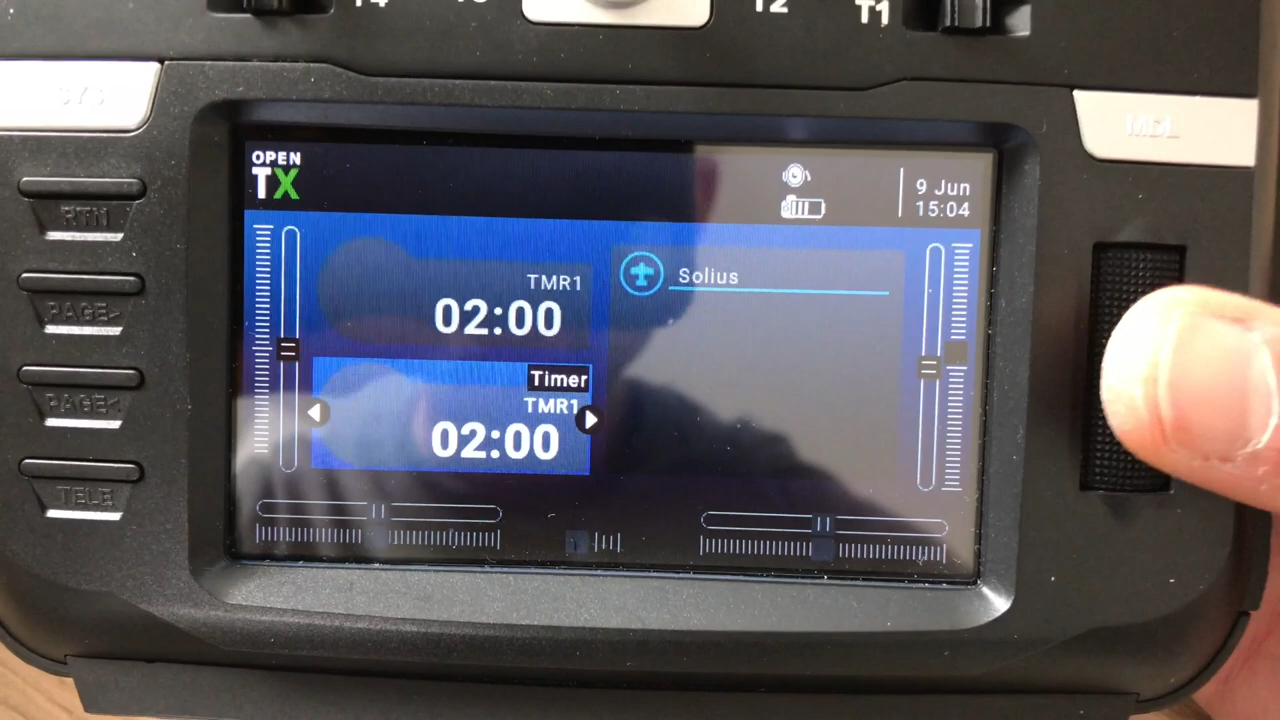 T2
T1
SYS
MDL
OPEN
TX
9 Jun
15:04
RTN
PAGE>
PAGE<
TELE
TMR1
02:00
Timer
TMR1
02:00
Solius